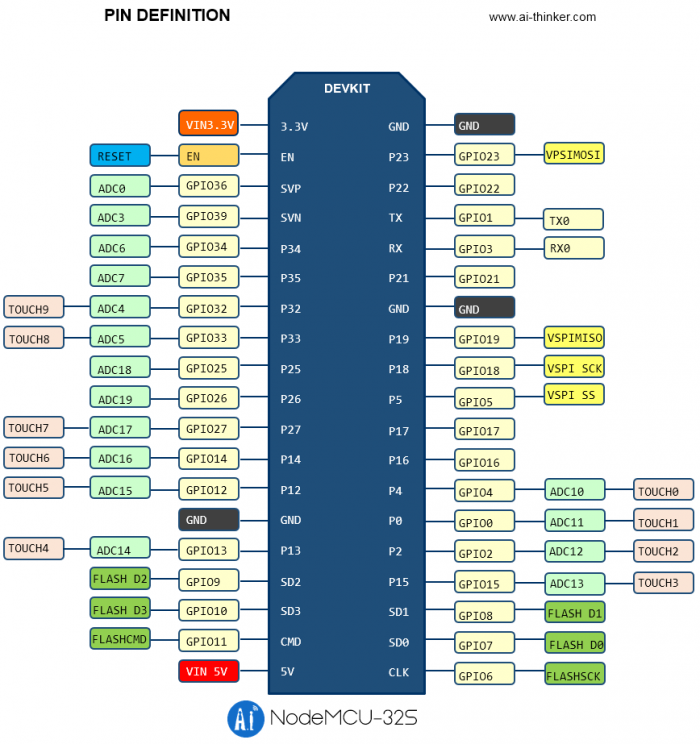 PIN DEFINITION www.ai-thinker.com
DEVKIT
VIN3.3V 3.3V GND GND
RESET EN EN P23 GPIO23 VPSIMOSI
ADC0 GPIO36 SVP P22 GPIO22
ADC3 GPIO39 SVN TX GPIO1 TX0
ADC6 GPIO34 P34 RX GPIO3 RX0
ADC7 GPIO35 P35 P21 GPIO21
TOUCH9 ADC4 GPIO32 P32 GND GND
TOUCH8 ADC5 GPIO33 P33 P19 GPIO19 VSPIMISO
ADC18 GPIO25 P25 P18 GPIO18 VSPI SCK
ADC19 GPIO26 P26 P5 GPIO5 VSPI SS
TOUCH7 ADC17 GPIO27 P27 P17 GPIO17
TOUCH6 ADC16 GPIO14 P14 P16 GPIO16
TOUCH5 ADC15 GPIO12 P12 P4 GPIO4 ADC10 TOUCH0
GND GND P0 GPIO0 ADC11 TOUCH1
TOUCH4 ADC14 GPIO13 P13 P2 GPIO2 ADC12 TOUCH2
FLASH D2 GPIO9 SD2 P15 GPIO15 ADC13 TOUCH3
FLASH D3 GPIO10 SD3 SD1 GPIO8 FLASH D1
FLASHCMD GPIO11 CMD SD0 GPIO7 FLASH D0
VIN 5V 5V CLK GPIO6 FLASHSCK
Ai NodeMCU-32S